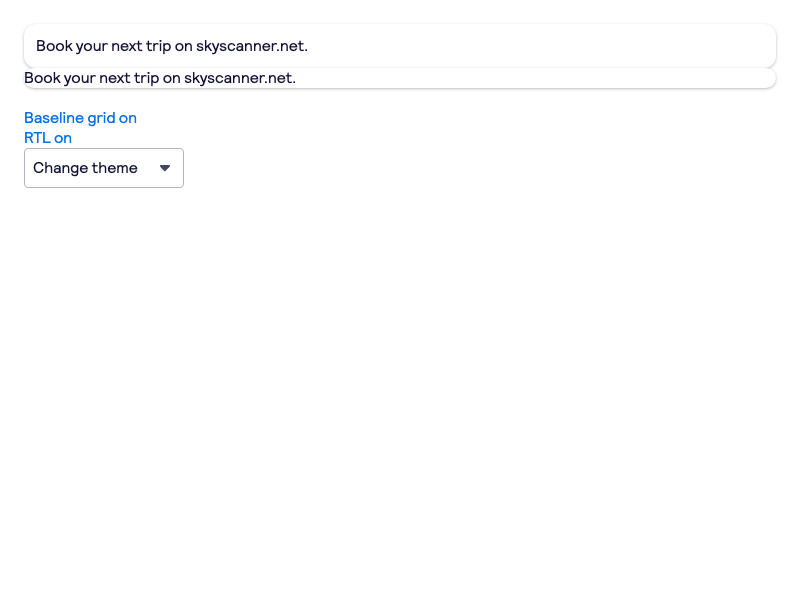 Book your next trip on skyscanner.net.
Book your next trip on skyscanner.net.
Baseline grid on
RTL on
Change theme